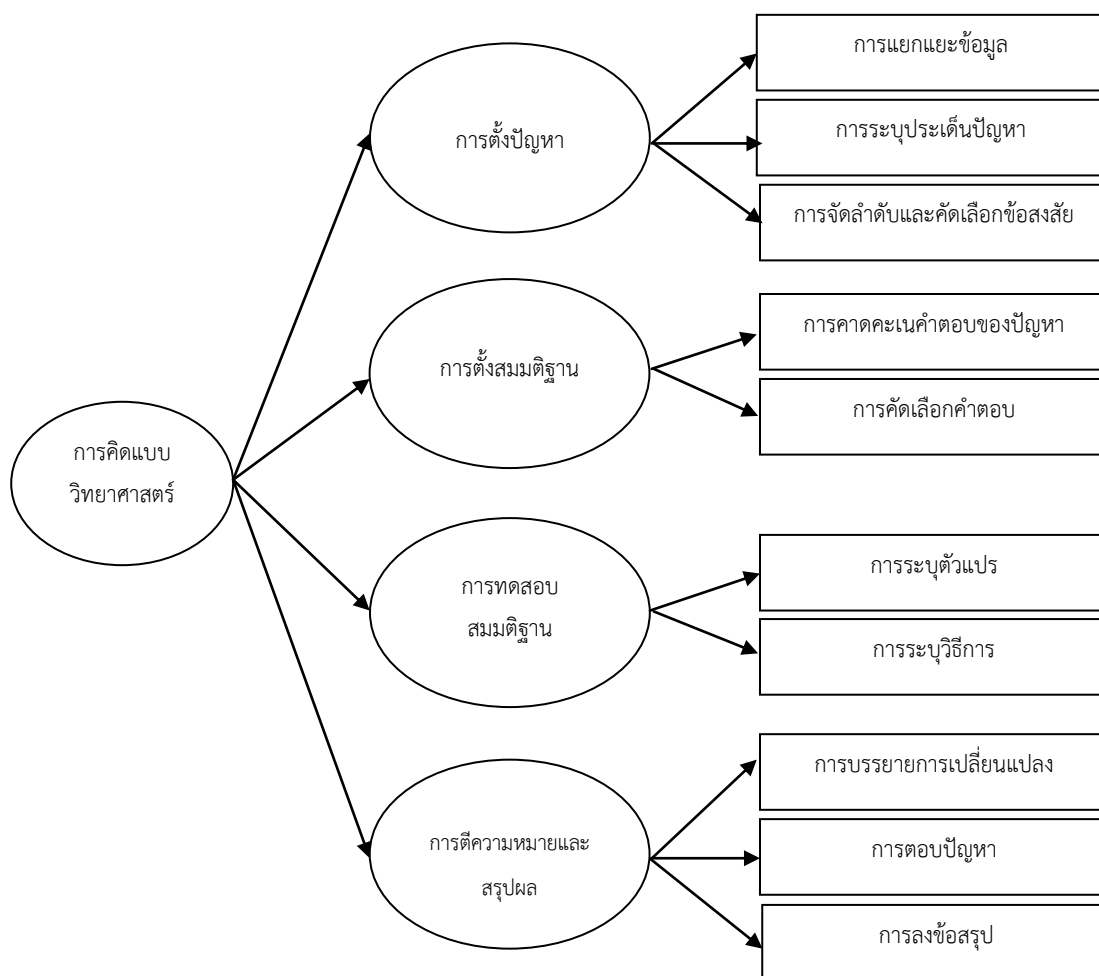 การแยกแยะข้อมูล
การตั้งปัญหา
การระบุประเด็นปัญหา
การจัดลำดับและคัดเลือกข้อสงสัย
การคาดคะเนคำตอบของปัญหา
การตั้งสมมติฐาน
การคัดเลือกคำตอบ
การคิดแบบ
วิทยาศาสตร์
การระบุตัวแปร
การทดสอบ
สมมติฐาน
การระบุวิธีการ
การบรรยายการเปลี่ยนแปลง
การตีความหมายและ
สรุปผล
การตอบปัญหา
การลงข้อสรุป